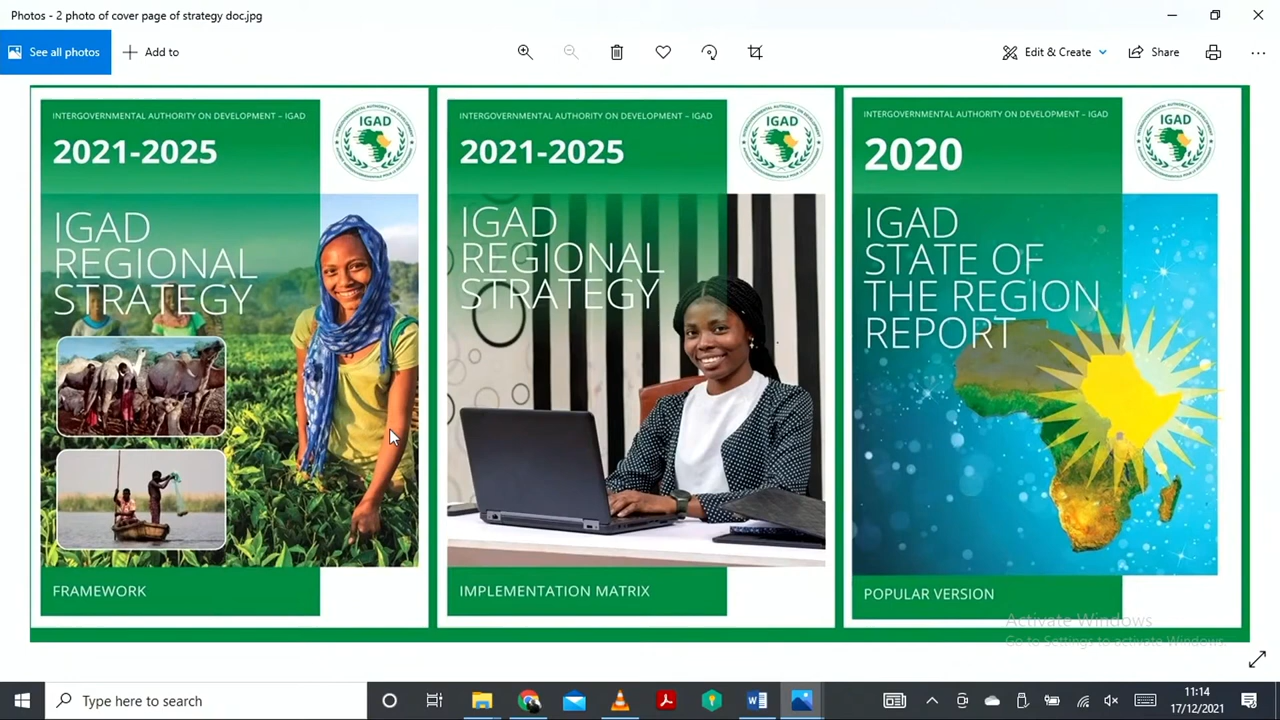 Photos - 2 photo of cover page of strategy doc.jpg
See all photos
Add to
Edit & Create
Share
INTERGOVERNMENTAL AUTHORITY ON DEVELOPMENT – IGAD
2021-2025
IGAD
IGAD
REGIONAL
STRATEGY
FRAMEWORK
INTERGOVERNMENTAL AUTHORITY ON DEVELOPMENT – IGAD
2021-2025
IGAD
IGAD
REGIONAL
STRATEGY
IMPLEMENTATION MATRIX
INTERGOVERNMENTAL AUTHORITY ON DEVELOPMENT – IGAD
2020
IGAD
IGAD
STATE OF
THE REGION
REPORT
POPULAR VERSION
Activate Windows
Go to Settings to activate Windows.
Type here to search
11:14
17/12/2021